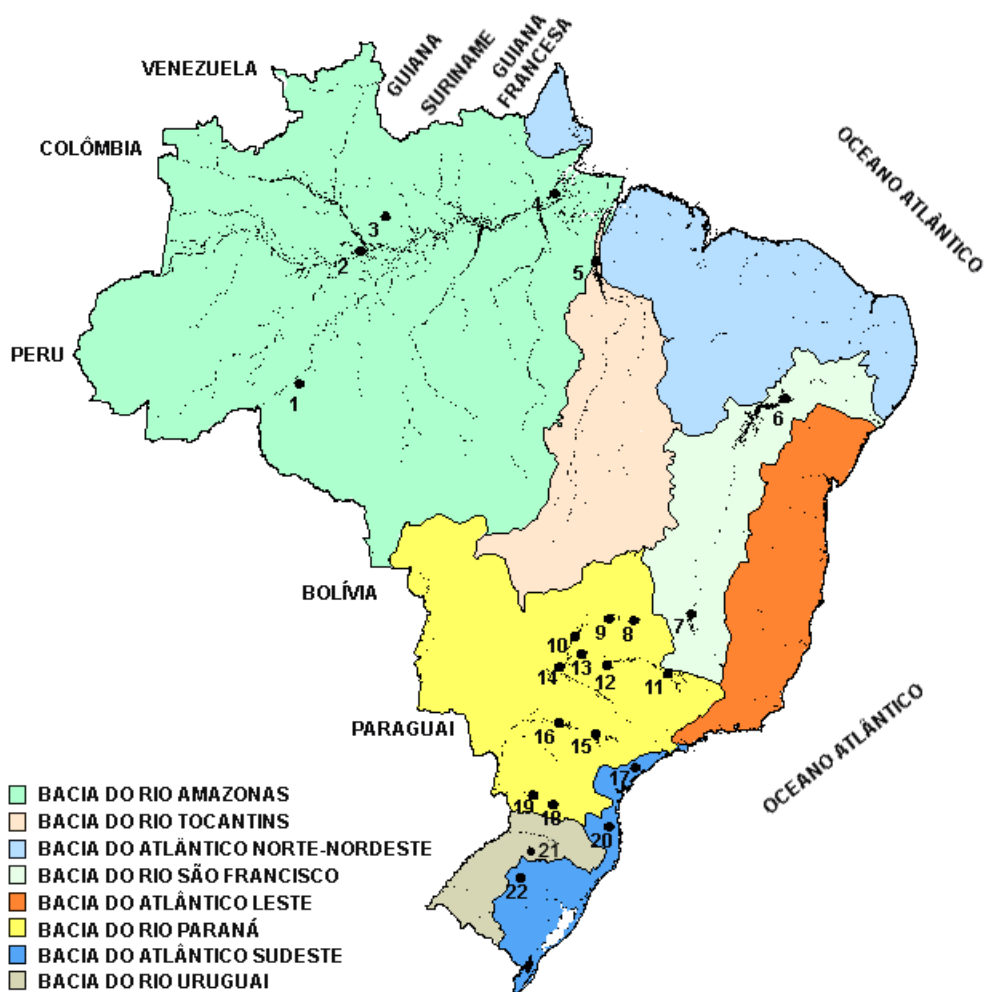 VENEZUELA
GUIANA
SURINAME
GUIANA
FRANCESA
COLÔMBIA
OCEANO ATLÂNTICO
4
3
2
5
PERU
1
6
BOLÍVIA
7
9
8
10
13
12
14
11
PARAGUAI
16
15
OCEANO ATLÂNTICO
17
19
18
20
21
22
BACIA DO RIO AMAZONAS
BACIA DO RIO TOCANTINS
BACIA DO ATLÂNTICO NORTE-NORDESTE
BACIA DO RIO SÃO FRANCISCO
BACIA DO ATLÂNTICO LESTE
BACIA DO RIO PARANÁ
BACIA DO ATLÂNTICO SUDESTE
BACIA DO RIO URUGUAI